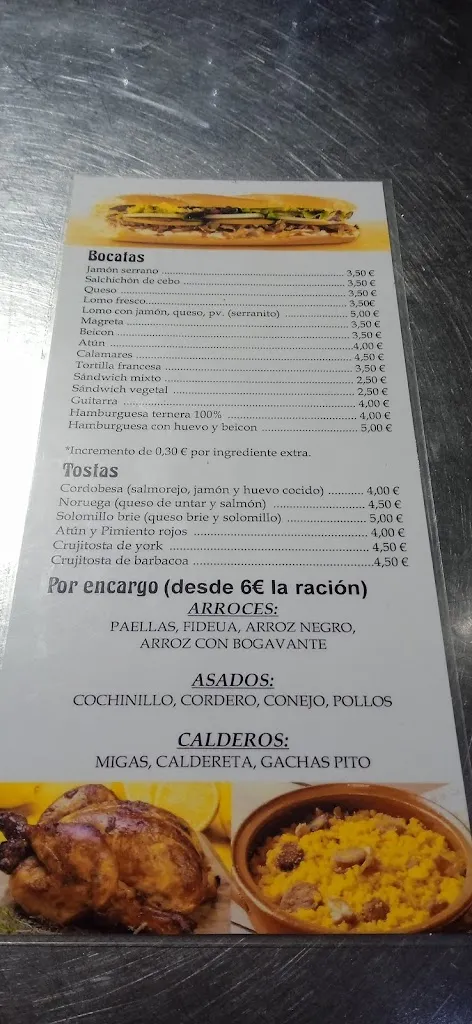 Bocatas
Jamón serrano 3,50 €
Salchichón de cebo 3,50 €
Queso 3,50 €
Lomo fresco 3,50€
Lomo con jamón, queso, pv. (serranito) 5,00 €
Magreta 3,50 €
Beicon 3,50 €
Atún 4,00 €
Calamares 4,50 €
Tortilla francesa 3,50 €
Sándwich mixto 2,50 €
Sándwich vegetal 2,50 €
Guitarra 4,00 €
Hamburguesa ternera 100% 4,00 €
Hamburguesa con huevo y beicon 5,00 €
*Incremento de 0,30 € por ingrediente extra.
Tostas
Cordobesa (salmorejo, jamón y huevo cocido) 4,00 €
Noruega (queso de untar y salmón) 4,50 €
Solomillo brie (queso brie y solomillo) 5,00 €
Atún y Pimiento rojos 4,00 €
Crujitosta de york 4,50 €
Crujitosta de barbacoa 4,50 €
Por encargo (desde 6€ la ración)
ARROCES:
PAELLAS, FIDEUA, ARROZ NEGRO,
ARROZ CON BOGAVANTE
ASADOS:
COCHINILLO, CORDERO, CONEJO, POLLOS
CALDEROS:
MIGAS, CALDERETA, GACHAS PITO